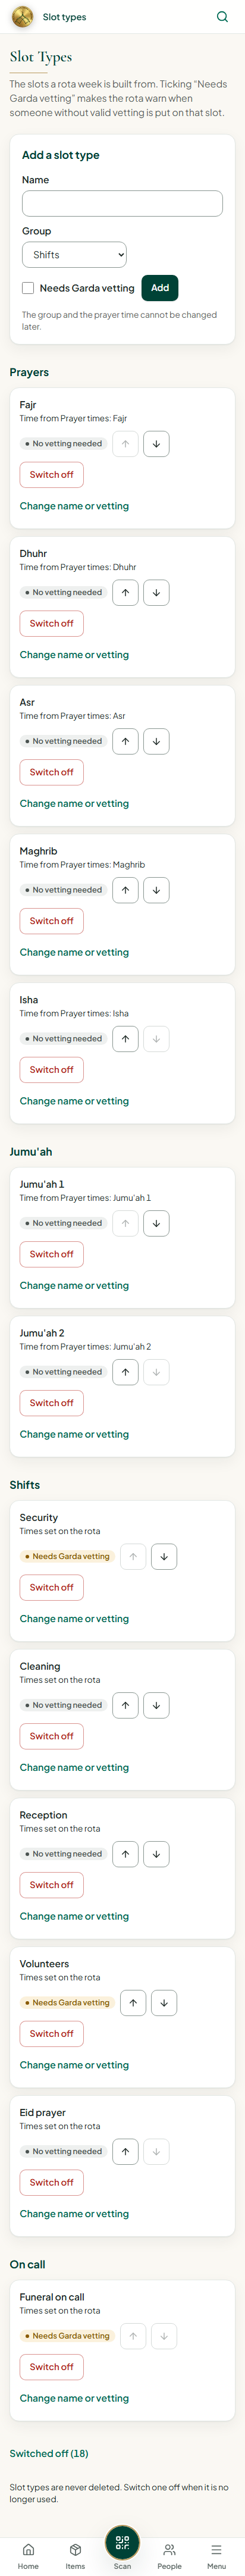 Slot types
Slot Types
The slots a rota week is built from. Ticking "Needs
Garda vetting" makes the rota warn when
someone without valid vetting is put on that slot.
Add a slot type
Name
Group
Shifts
Needs Garda vetting
Add
The group and the prayer time cannot be changed
later.
Prayers
Fajr
Time from Prayer times: Fajr
No vetting needed
Switch off
Change name or vetting
Dhuhr
Time from Prayer times: Dhuhr
No vetting needed
Switch off
Change name or vetting
Asr
Time from Prayer times: Asr
No vetting needed
Switch off
Change name or vetting
Maghrib
Time from Prayer times: Maghrib
No vetting needed
Switch off
Change name or vetting
Isha
Time from Prayer times: Isha
No vetting needed
Switch off
Change name or vetting
Jumu'ah
Jumu'ah 1
Time from Prayer times: Jumu'ah 1
No vetting needed
Switch off
Change name or vetting
Jumu'ah 2
Time from Prayer times: Jumu'ah 2
No vetting needed
Switch off
Change name or vetting
Shifts
Security
Times set on the rota
Needs Garda vetting
Switch off
Change name or vetting
Cleaning
Times set on the rota
No vetting needed
Switch off
Change name or vetting
Reception
Times set on the rota
No vetting needed
Switch off
Change name or vetting
Volunteers
Times set on the rota
Needs Garda vetting
Switch off
Change name or vetting
Eid prayer
Times set on the rota
No vetting needed
Switch off
Change name or vetting
On call
Funeral on call
Times set on the rota
Needs Garda vetting
Switch off
Change name or vetting
Switched off (18)
Slot types are never deleted. Switch one off when it is no
longer used.
Home
Items
Scan
People
Menu